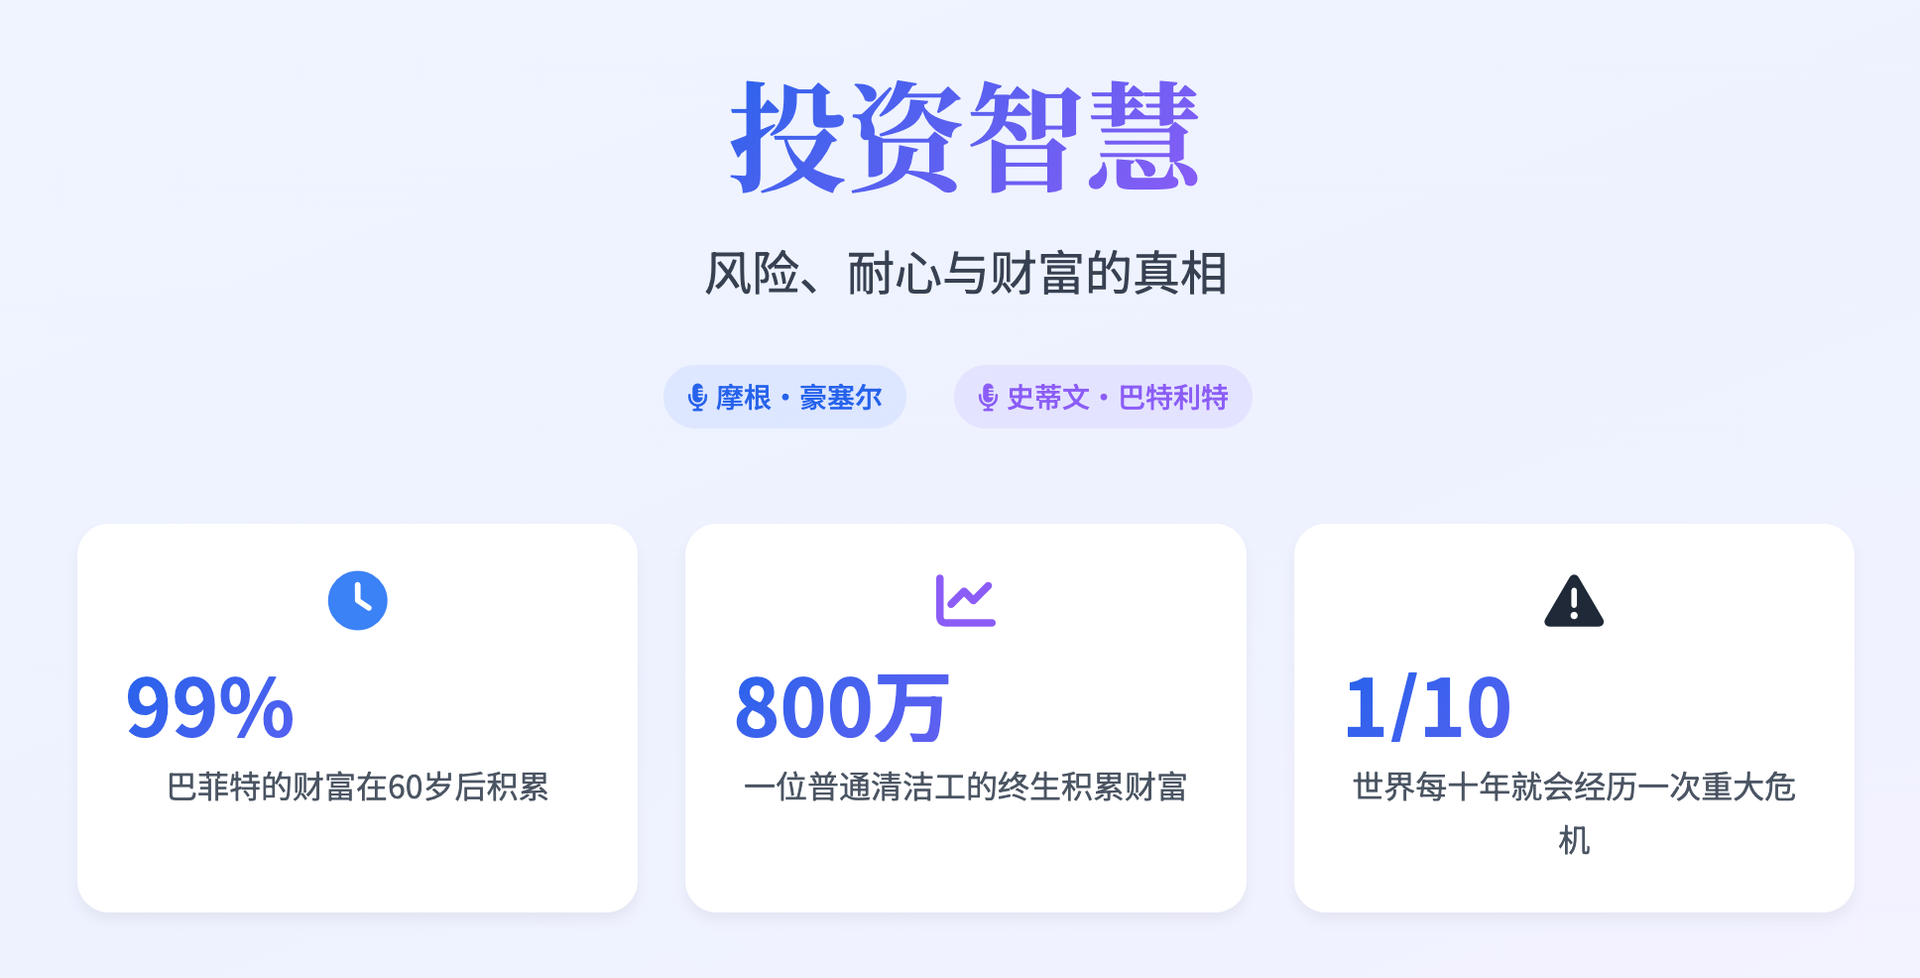 投资智慧
风险、耐心与财富的真相
摩根·豪塞尔
史蒂文·巴特利特
99%
巴菲特的财富在60岁后积累
800万
一位普通清洁工的终生积累财富
1/10
世界每十年就会经历一次重大危
机